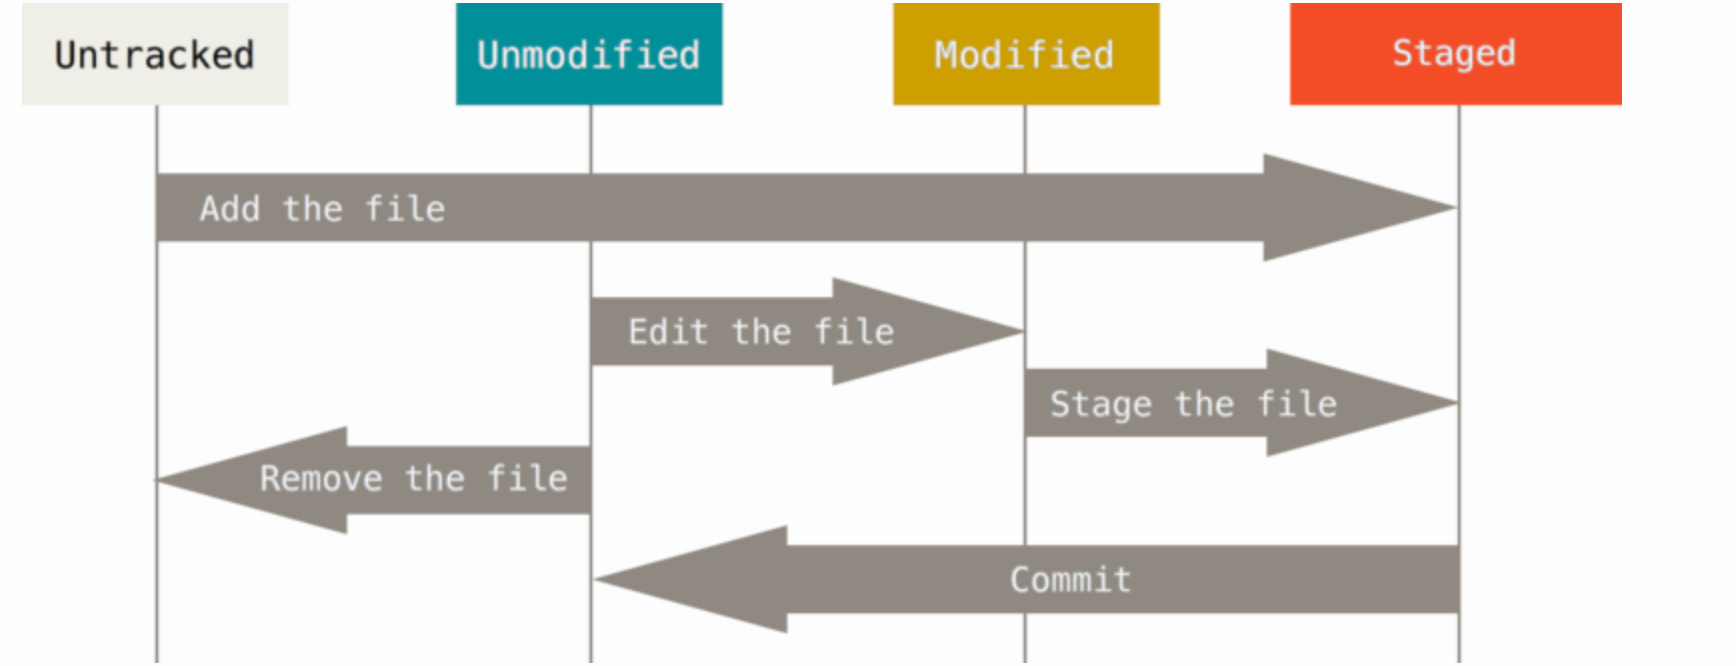 Untracked
Unmodified
Modified
Staged
Add the file
Edit the file
Stage the file
Remove the file
Commit